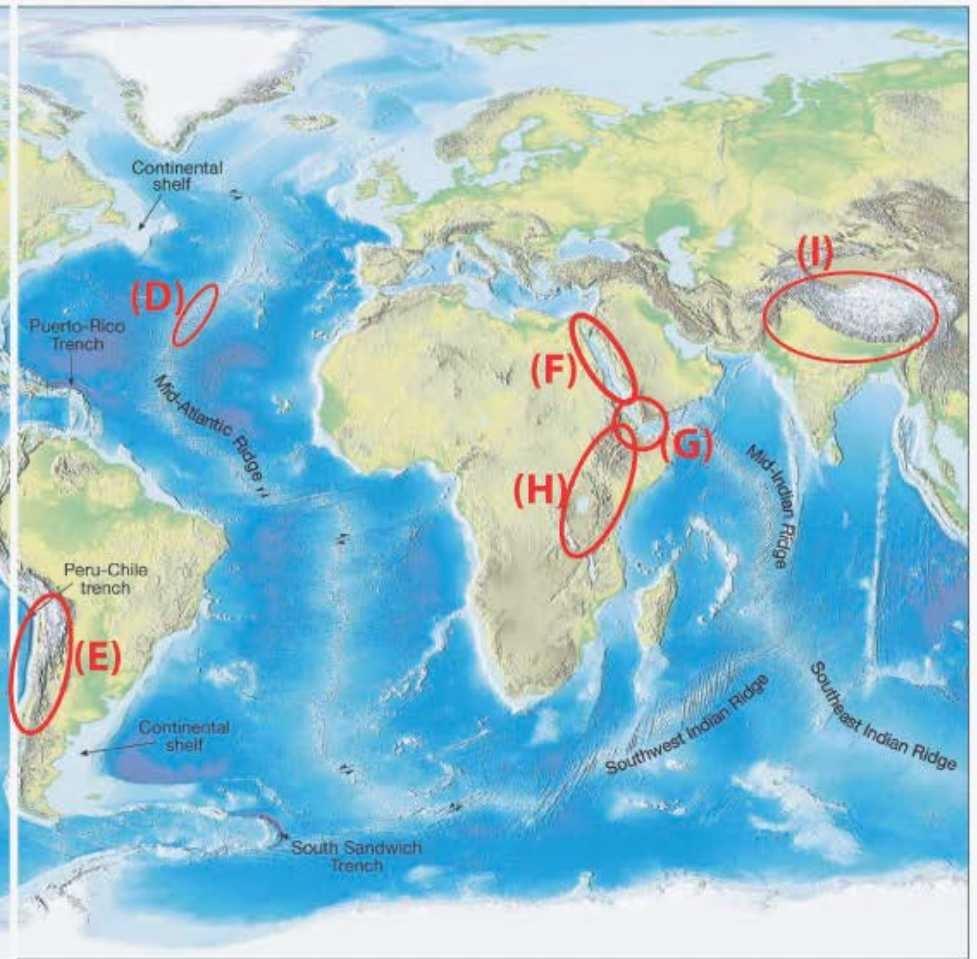 Continental
shelf
(I)
(D)
Puerto-Rico
Trench
(F)
Mid-Atlantic Ridge
(G)
Mid-Indian Ridge
(H)
Peru-Chile
trench
(E)
Southeast Indian Ridge
Southwest Indian Ridge
Continental
shelf
South Sandwich
Trench